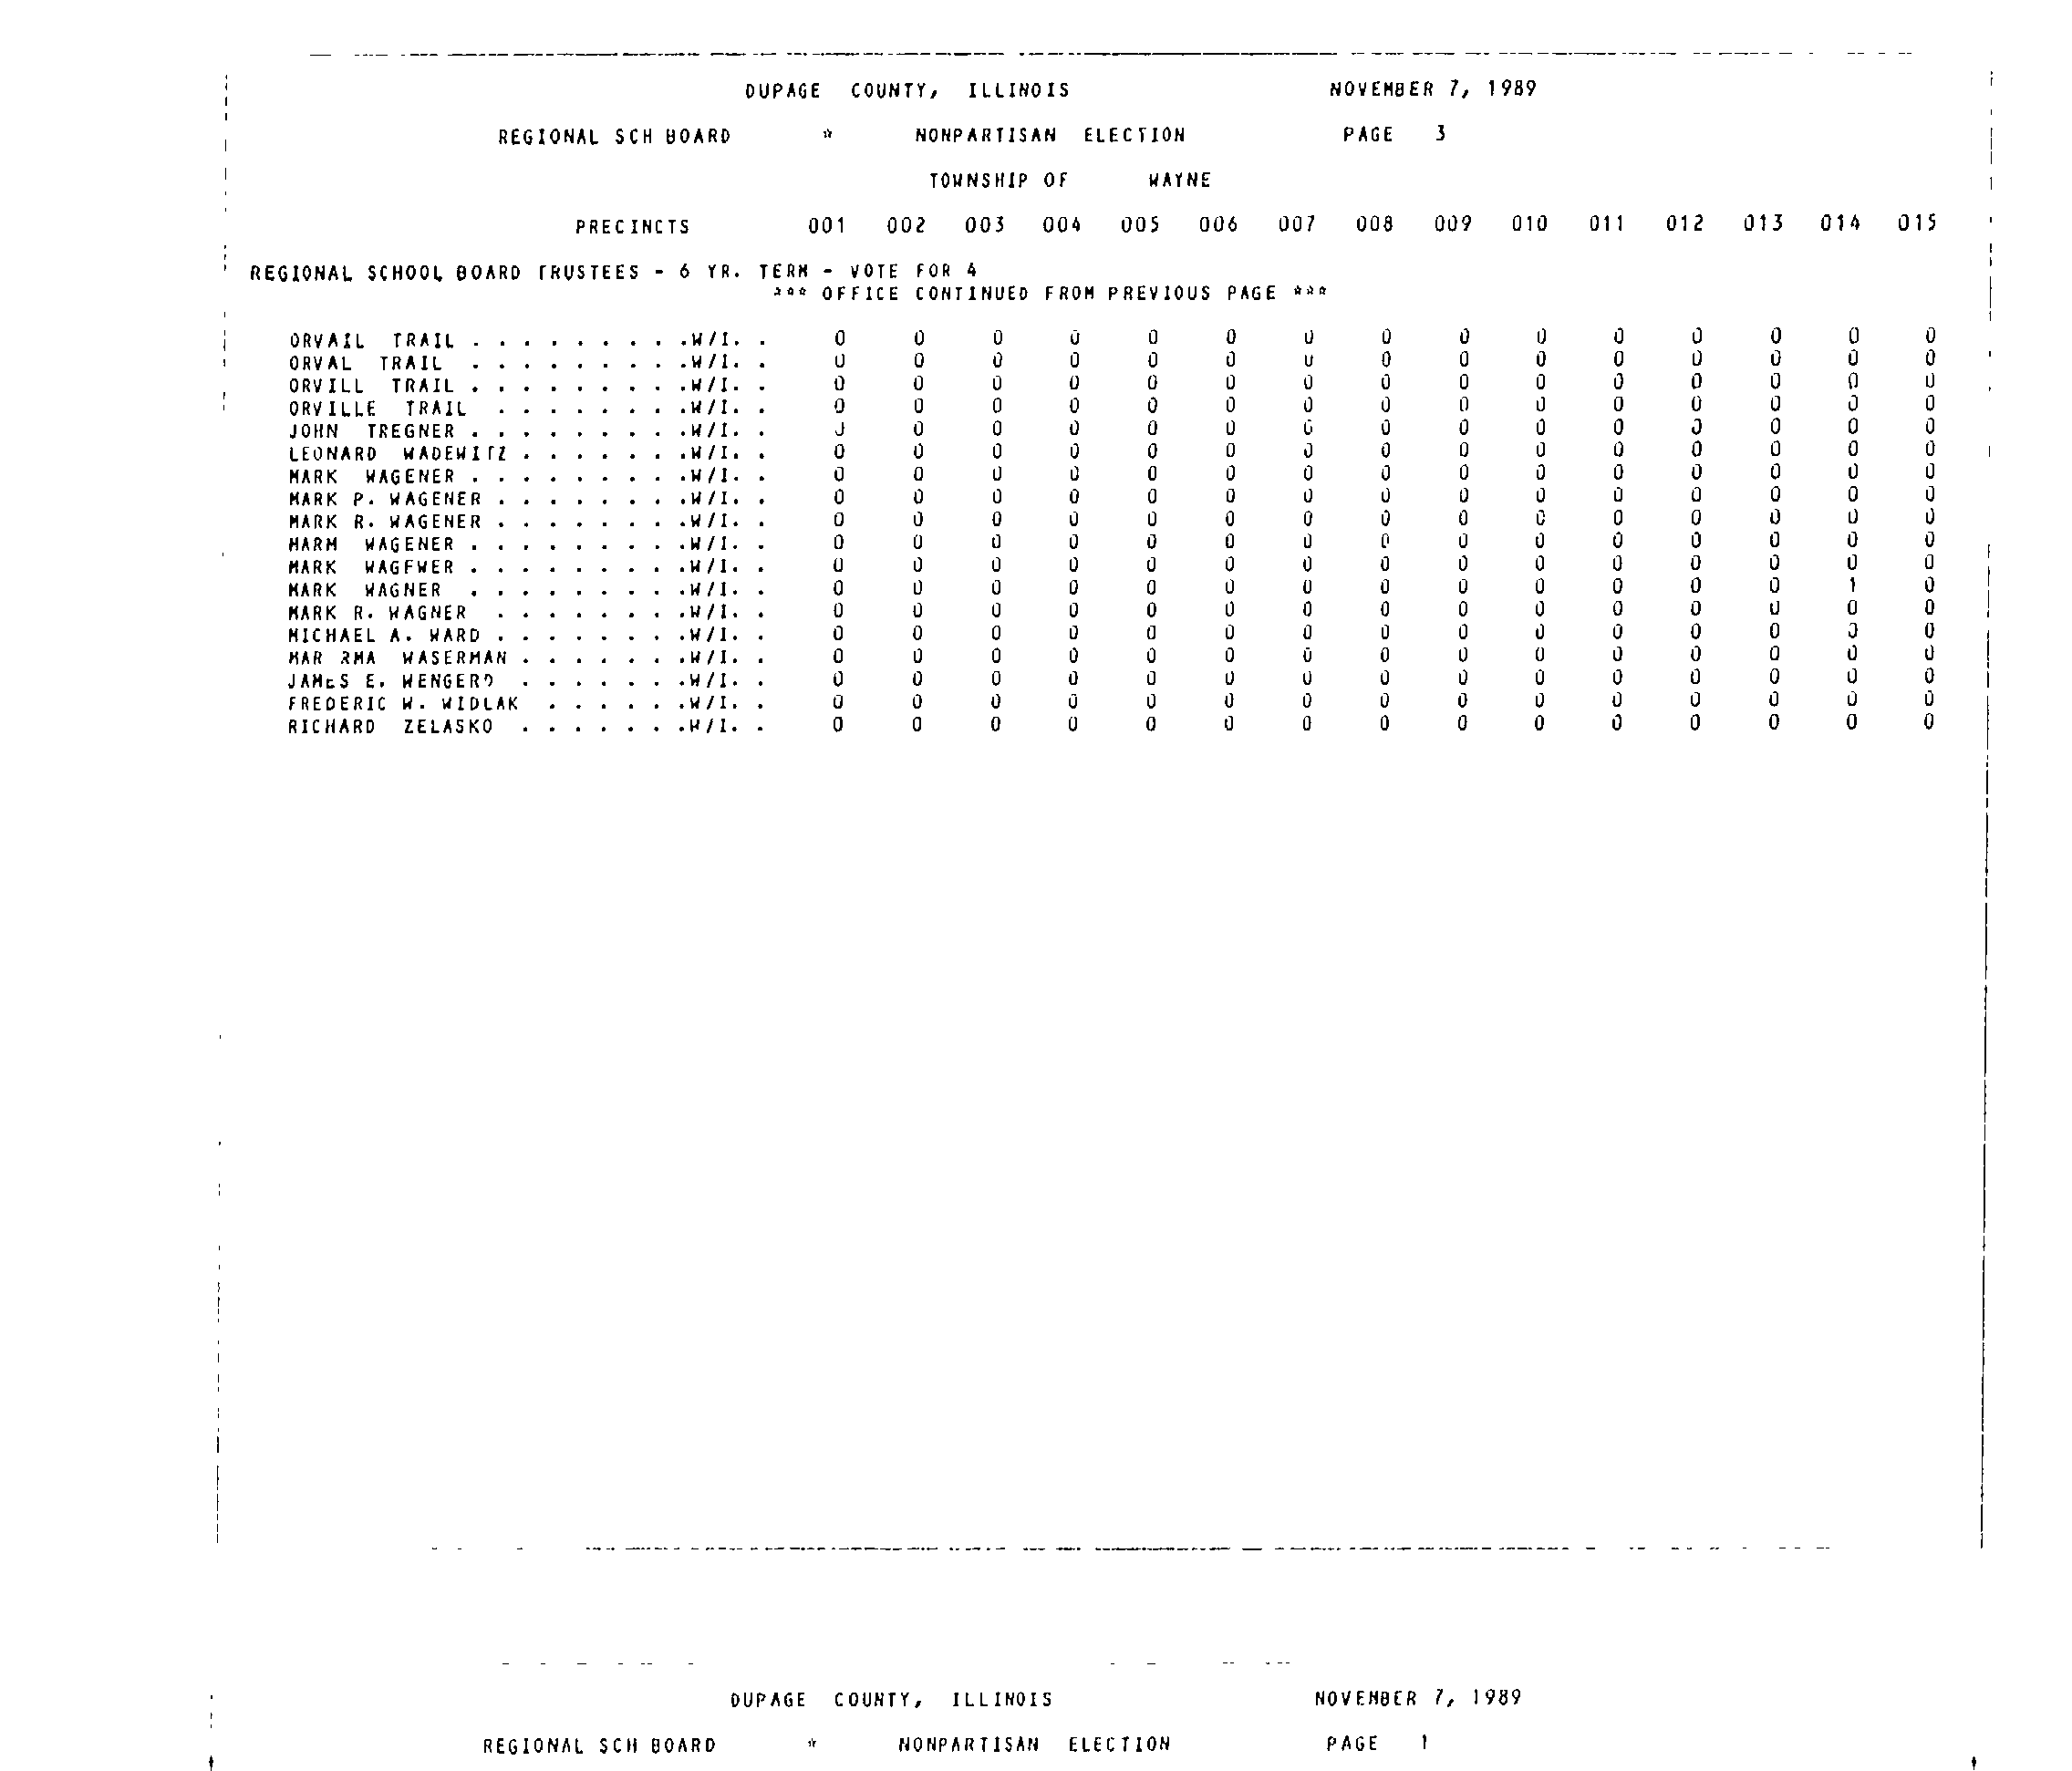 DUPAGE COUNTY, ILLINOIS NOVEMBER 7, 1989
REGIONAL SCH BOARD * NONPARTISAN ELECTION PAGE 3
TOWNSHIP OF WAYNE
PRECINCTS 001 002 003 004 005 006 007 008 009 010 011 012 013 014 015
REGIONAL SCHOOL BOARD TRUSTEES - 6 YR. TERM - VOTE FOR 4
*** OFFICE CONTINUED FROM PREVIOUS PAGE ***
ORVAIL TRAIL . . . . . . . . .W/I. . 0 0 0 0 0 0 0 0 0 0 0 0 0 0 0
ORVAL TRAIL . . . . . . . . .W/I. . 0 0 0 0 0 0 0 0 0 0 0 0 0 0 0
ORVILL TRAIL . . . . . . . . .W/I. . 0 0 0 0 0 0 0 0 0 0 0 0 0 0 0
ORVILLE TRAIL . . . . . . . .W/I. . 0 0 0 0 0 0 0 0 0 0 0 0 0 0 0
JOHN TREGNER . . . . . . . . .W/I. . 0 0 0 0 0 0 0 0 0 0 0 0 0 0 0
LEONARD WADEWITZ . . . . . . .W/I. . 0 0 0 0 0 0 0 0 0 0 0 0 0 0 0
MARK WAGENER . . . . . . . . .W/I. . 0 0 0 0 0 0 0 0 0 0 0 0 0 0 0
MARK P. WAGENER . . . . . . . .W/I. . 0 0 0 0 0 0 0 0 0 0 0 0 0 0 0
MARK R. WAGENER . . . . . . . .W/I. . 0 0 0 0 0 0 0 0 0 0 0 0 0 0 0
MARM WAGENER . . . . . . . . .W/I. . 0 0 0 0 0 0 0 0 0 0 0 0 0 0 0
MARK WAGEWER . . . . . . . . .W/I. . 0 0 0 0 0 0 0 0 0 0 0 0 0 0 0
MARK WAGNER . . . . . . . . .W/I. . 0 0 0 0 0 0 0 0 0 0 0 0 0 1 0
MARK R. WAGNER . . . . . . . .W/I. . 0 0 0 0 0 0 0 0 0 0 0 0 0 0 0
MICHAEL A. WARD . . . . . . . .W/I. . 0 0 0 0 0 0 0 0 0 0 0 0 0 0 0
WASERMAN . . . . . . .W/I. . 0 0 0 0 0 0 0 0 0 0 0 0 0 0 0
JAMES E. WENGERD . . . . . . .W/I. . 0 0 0 0 0 0 0 0 0 0 0 0 0 0 0
FREDERIC W. WIDLAK . . . . . .W/I. . 0 0 0 0 0 0 0 0 0 0 0 0 0 0 0
RICHARD ZELASKO . . . . . . .W/I. . 0 0 0 0 0 0 0 0 0 0 0 0 0 0 0
DUPAGE COUNTY, ILLINOIS NOVEMBER 7, 1989
REGIONAL SCH BOARD * NONPARTISAN ELECTION PAGE 1